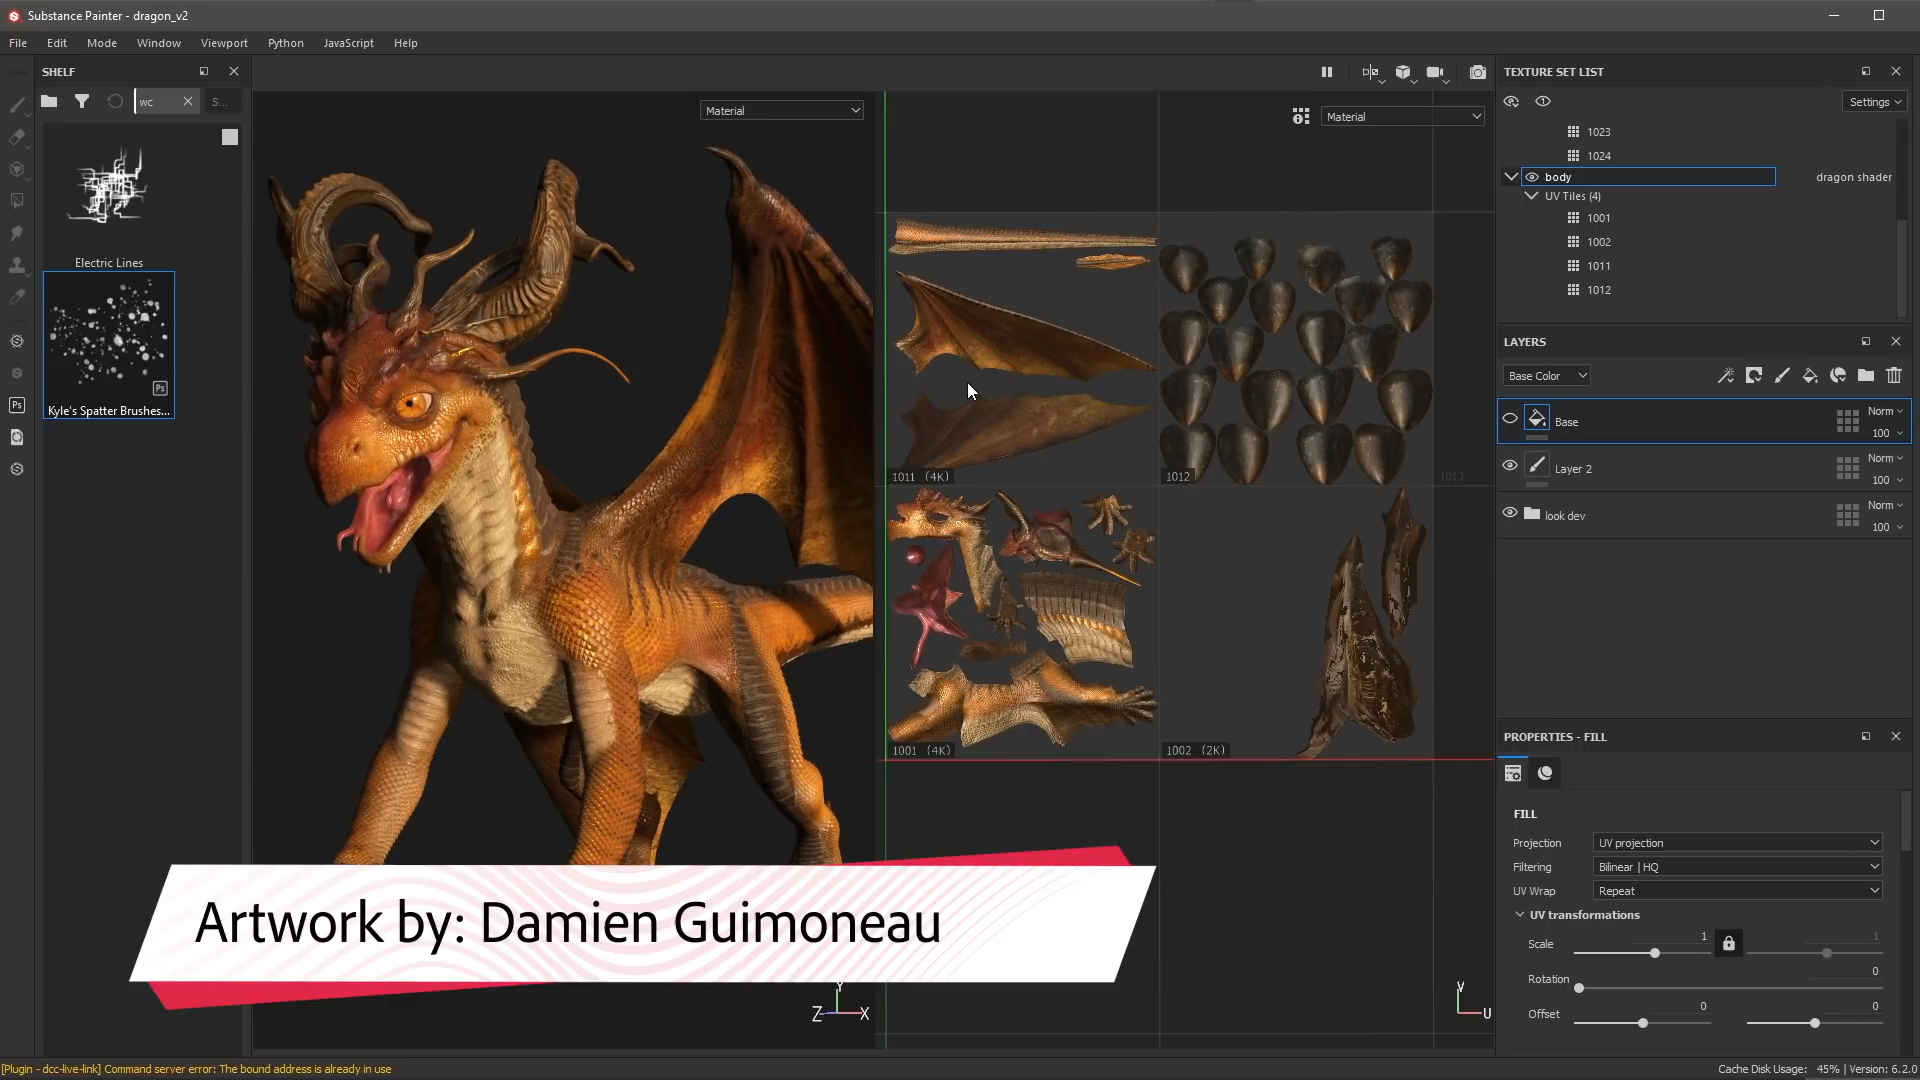 Substance Painter - dragon_v2
File Edit Mode Window Viewport Python JavaScript Help
SHELF
wc
S...
Electric Lines
Ps
Kyle's Spatter Brushes...
Ps
Material
Material
1011 (4K)
1012
1013
1001 (4K)
1002 (2K)
Artwork by: Damien Guimoneau
Y
Z X
V
U
TEXTURE SET LIST
Settings
1023
1024
body dragon shader
UV Tiles (4)
1001
1002
1011
1012
LAYERS
Base Color
Base Norm 100
Layer 2 Norm 100
look dev Norm 100
PROPERTIES - FILL
FILL
Projection UV projection
Filtering Bilinear | HQ
UV Wrap Repeat
UV transformations
Scale 1 1
Rotation 0
Offset 0 0
[Plugin - dcc-live-link] Command server error: The bound address is already in use
Cache Disk Usage: 45% | Version: 6.2.0